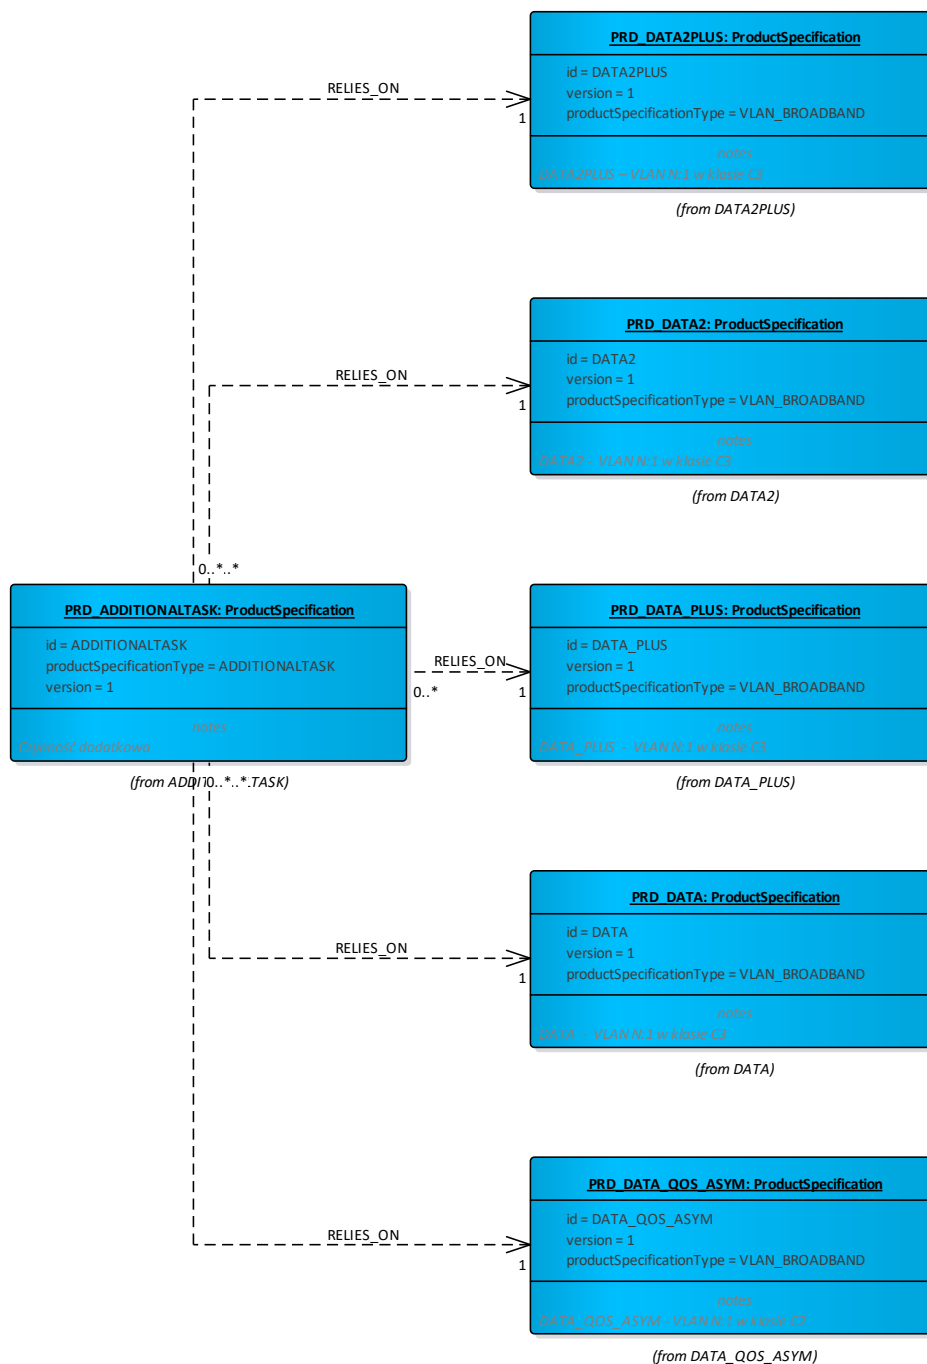 PRD_DATA2PLUS: ProductSpecification
id = DATA2PLUS
version = 1
productSpecificationType = VLAN_BROADBAND
notes
DATA2PLUS – VLAN N:1 w klasie C3
(from DATA2PLUS)
RELIES_ON
1
PRD_DATA2: ProductSpecification
id = DATA2
version = 1
productSpecificationType = VLAN_BROADBAND
notes
DATA2 - VLAN N:1 w klasie C3
(from DATA2)
RELIES_ON
1
0..*..*
PRD_ADDITIONALTASK: ProductSpecification
id = ADDITIONALTASK
productSpecificationType = ADDITIONALTASK
version = 1
notes
Czynność dodatkowa
(from ADDIT0..*..*.TASK)
RELIES_ON
0..*
1
PRD_DATA_PLUS: ProductSpecification
id = DATA_PLUS
version = 1
productSpecificationType = VLAN_BROADBAND
notes
DATA_PLUS - VLAN N:1 w klasie C3
(from DATA_PLUS)
PRD_DATA: ProductSpecification
id = DATA
version = 1
productSpecificationType = VLAN_BROADBAND
notes
DATA - VLAN N:1 w klasie C3
(from DATA)
RELIES_ON
1
PRD_DATA_QOS_ASYM: ProductSpecification
id = DATA_QOS_ASYM
version = 1
productSpecificationType = VLAN_BROADBAND
notes
DATA_QOS_ASYM - VLAN N:1 w klasie C2
(from DATA_QOS_ASYM)
RELIES_ON
1